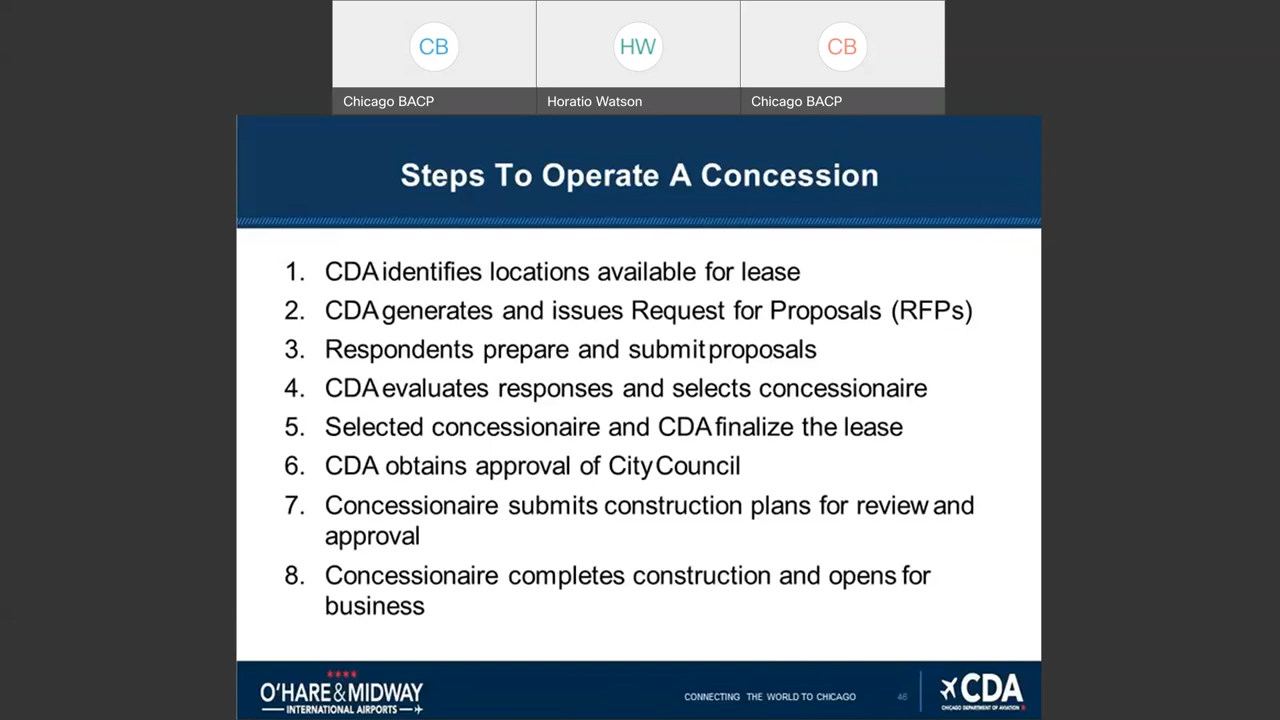 CB
HW
CB
Chicago BACP
Horatio Watson
Chicago BACP
Steps To Operate A Concession
1. CDA identifies locations available for lease
2. CDA generates and issues Request for Proposals (RFPs)
3. Respondents prepare and submit proposals
4. CDA evaluates responses and selects concessionaire
5. Selected concessionaire and CDA finalize the lease
6. CDA obtains approval of City Council
7. Concessionaire submits construction plans for review and
approval
8. Concessionaire completes construction and opens for
business
O'HARE & MIDWAY
INTERNATIONAL AIRPORTS
CONNECTING THE WORLD TO CHICAGO
46
CDA
CHICAGO DEPARTMENT OF AVIATION